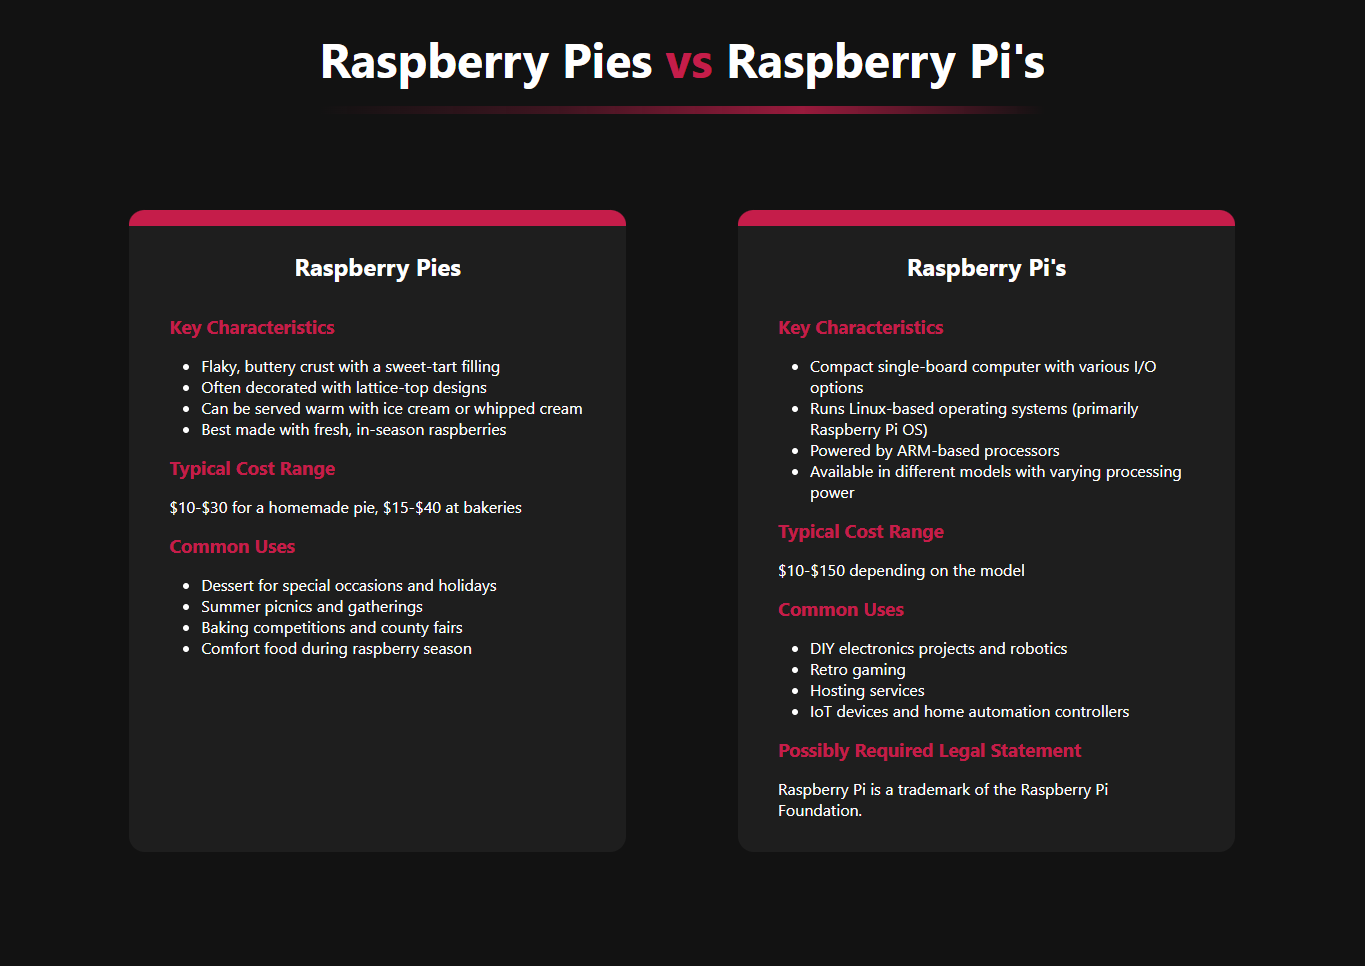 Raspberry Pies vs Raspberry Pi's
Raspberry Pies
Key Characteristics
Flaky, buttery crust with a sweet-tart filling
Often decorated with lattice-top designs
Can be served warm with ice cream or whipped cream
Best made with fresh, in-season raspberries
Typical Cost Range
$10-$30 for a homemade pie, $15-$40 at bakeries
Common Uses
Dessert for special occasions and holidays
Summer picnics and gatherings
Baking competitions and county fairs
Comfort food during raspberry season
Raspberry Pi's
Key Characteristics
Compact single-board computer with various I/O
options
Runs Linux-based operating systems (primarily
Raspberry Pi OS)
Powered by ARM-based processors
Available in different models with varying processing
power
Typical Cost Range
$10-$150 depending on the model
Common Uses
DIY electronics projects and robotics
Retro gaming
Hosting services
IoT devices and home automation controllers
Possibly Required Legal Statement
Raspberry Pi is a trademark of the Raspberry Pi
Foundation.